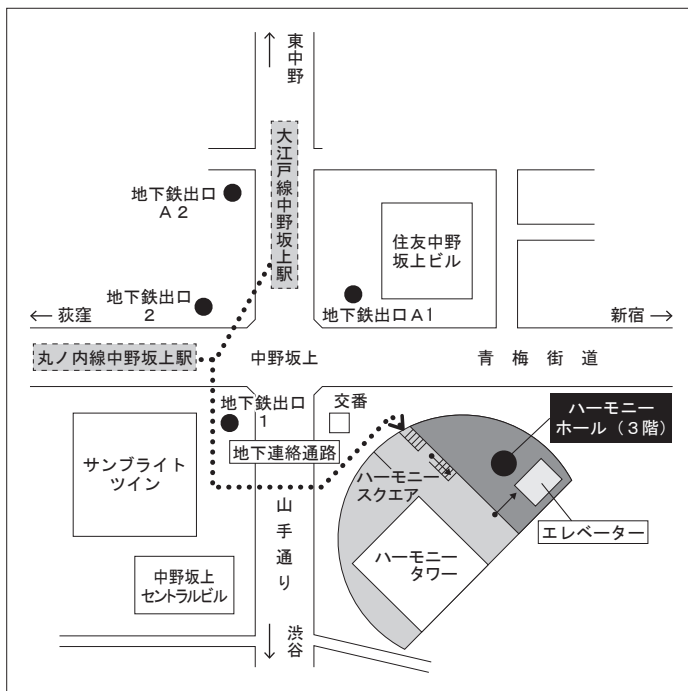 東中野
大江戸線中野坂上駅
地下鉄出口
A2
住友中野
坂上ビル
地下鉄出口
2
地下鉄出口A1
荻窪
新宿
丸ノ内線中野坂上駅
中野坂上
青梅街道
地下鉄出口
1
交番
ハーモニー
ホール(3階)
地下連絡通路
サンブライト
ツイン
ハーモニー
スクエア
エレベーター
山手通り
ハーモニー
タワー
中野坂上
セントラルビル
渋谷